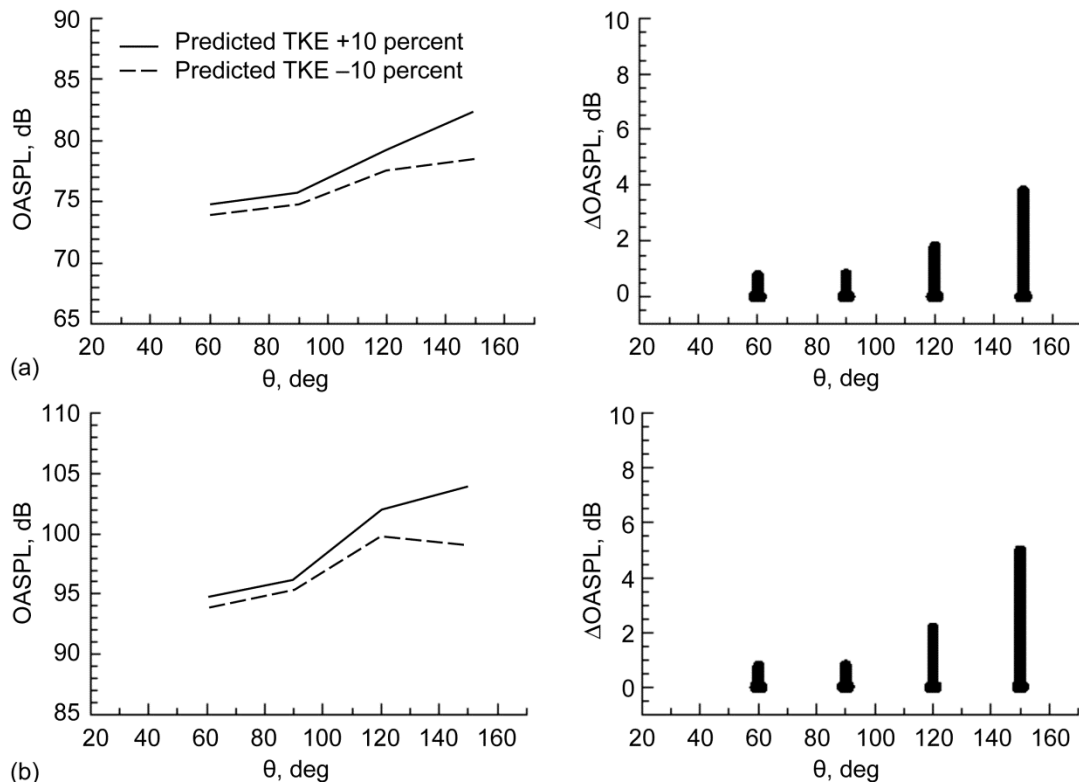 90
85
80
75
70
65
OASPL, dB
Predicted TKE +10 percent
Predicted TKE –10 percent
20 40 60 80 100 120 140 160
θ, deg
(a)
10
8
6
4
2
0
ΔOASPL, dB
20 40 60 80 100 120 140 160
θ, deg
110
105
100
95
90
85
OASPL, dB
20 40 60 80 100 120 140 160
θ, deg
(b)
10
8
6
4
2
0
ΔOASPL, dB
20 40 60 80 100 120 140 160
θ, deg